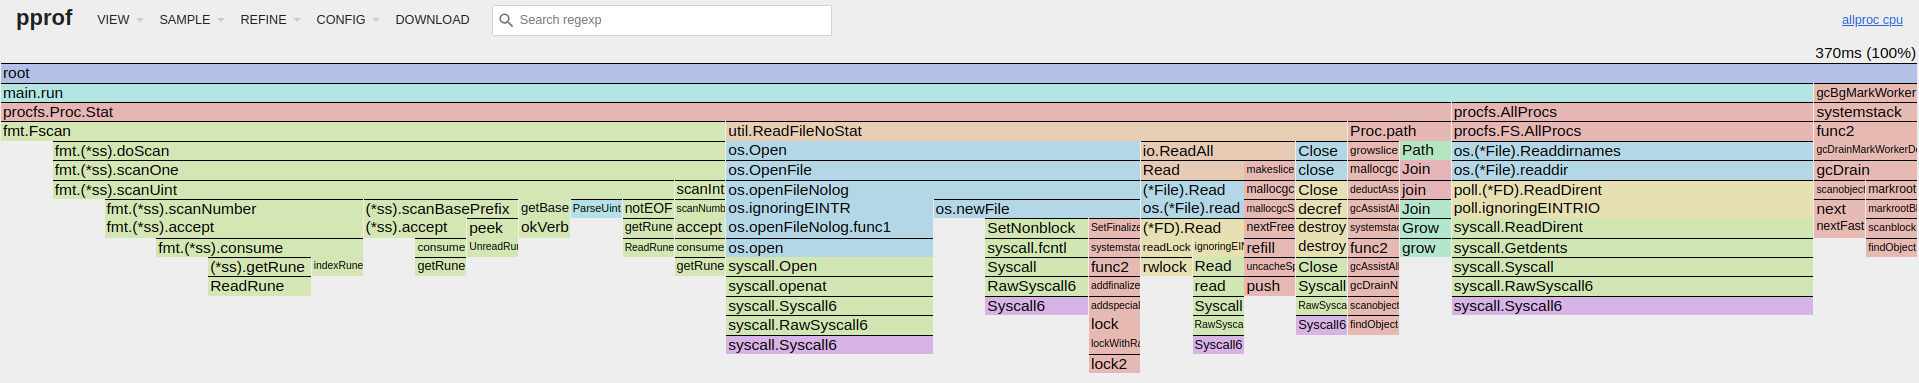 pprof VIEW SAMPLE REFINE CONFIG DOWNLOAD Search regexp allproc cpu
370ms (100%)
root
main.run gcBgMarkWorker
procfs.Proc.Stat procfs.AllProcs systemstack
fmt.Fscan util.ReadFileNoStat Proc.path procfs.FS.AllProcs func2
fmt.(*ss).doScan os.Open io.ReadAll Close growslice Path os.(*File).Readdirnames gcDrainMarkWorkerDe
fmt.(*ss).scanOne os.OpenFile Read makeslice close mallocgc Join os.(*File).readdir gcDrain
fmt.(*ss).scanUint scanInt os.openFileNolog (*File).Read mallocgc Close deductAss join poll.(*FD).ReadDirent scanobject markroot
fmt.(*ss).scanNumber (*ss).scanBasePrefix getBase ParseUint notEOF scanNumb os.ignoringEINTR os.newFile os.(*File).read mallocgcS decref gcAssistAll Join poll.ignoringEINTRIO next markrootBl
fmt.(*ss).accept (*ss).accept peek okVerb getRune accept os.openFileNolog.func1 SetNonblock SetFinalize (*FD).Read nextFree destroy systemstac Grow syscall.ReadDirent nextFast scanblock
fmt.(*ss).consume consume UnreadRun ReadRune consume os.open syscall.fcntl systemstac readLock ignoringEIN refill destroy func2 grow syscall.Getdents findObject
(*ss).getRune indexRune getRune getRune syscall.Open Syscall func2 rwlock Read uncacheSp Close gcAssistAll syscall.Syscall
ReadRune syscall.openat RawSyscall6 addfinalize read push Syscall gcDrainN syscall.RawSyscall6
syscall.Syscall6 Syscall6 addspecial Syscall RawSysca scanobject syscall.Syscall6
syscall.RawSyscall6 lock RawSysca Syscall6 findObject
syscall.Syscall6 lockWithRa Syscall6
lock2